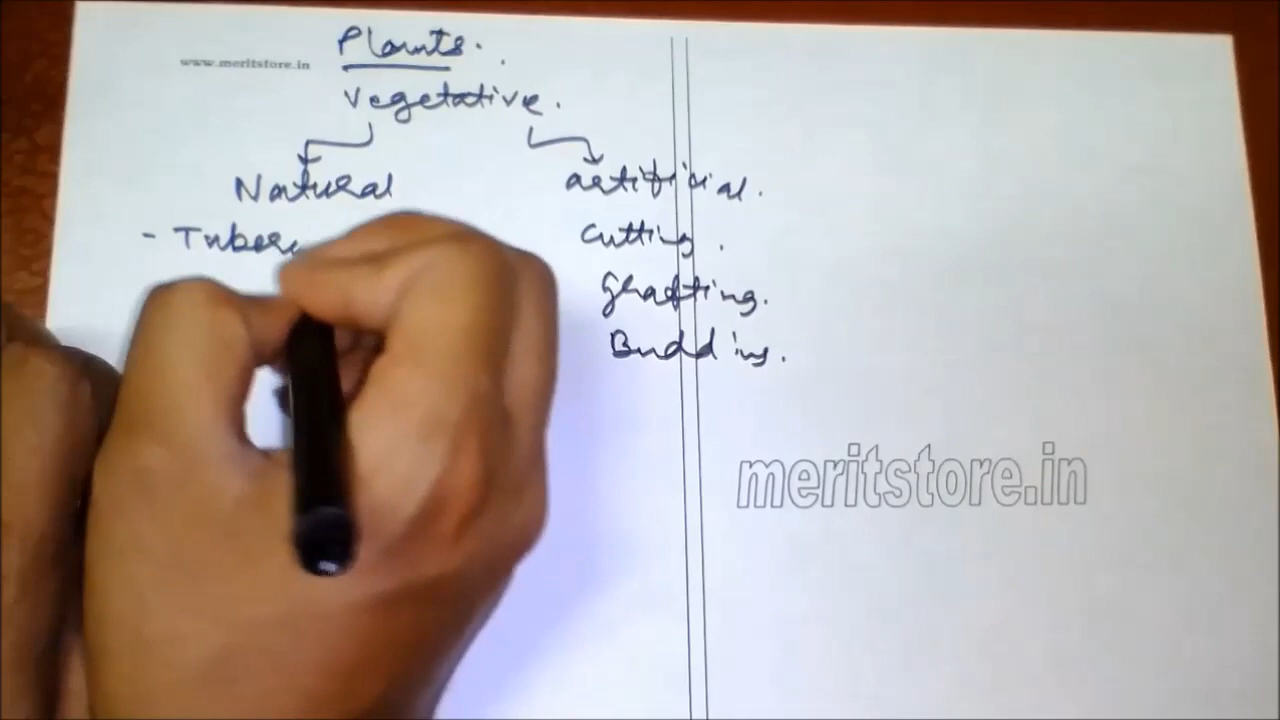 Plants.
www.meritstore.in
Vegetative.
Natural artificial.
- Tuber cutting.
grafting.
Budding.
meritstore.in